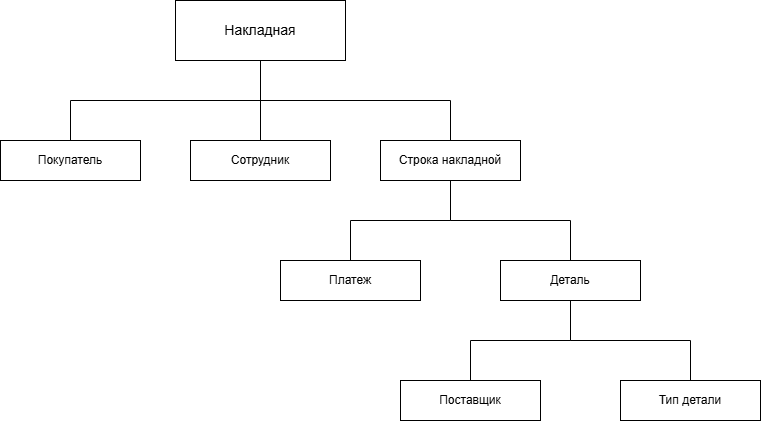 Накладная
Покупатель
Сотрудник
Строка накладной
Платеж
Деталь
Поставщик
Тип детали